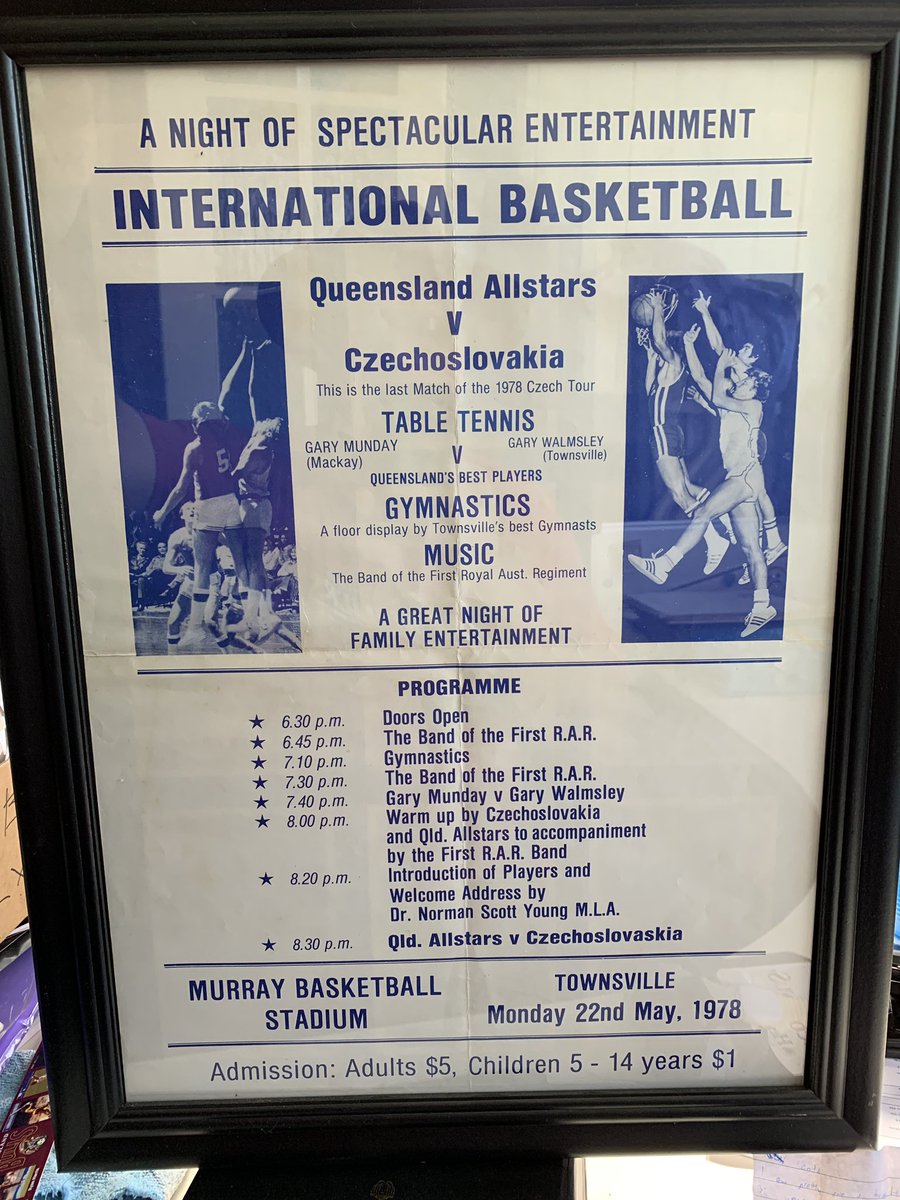 A NIGHT OF SPECTACULAR ENTERTAINMENT
INTERNATIONAL BASKETBALL
Queensland Allstars
V
Czechoslovakia
This is the last Match of the 1978 Czech Tour
TABLE TENNIS
GARY MUNDAY
(Mackay)
V
GARY WALMSLEY
(Townsville)
QUEENSLAND'S BEST PLAYERS
GYMNASTICS
A floor display by Townsville's best Gymnasts
MUSIC
The Band of the First Royal Aust. Regiment
A GREAT NIGHT OF
FAMILY ENTERTAINMENT
5
PROGRAMME
★ 6.30 p.m. Doors Open
★ 6.45 p.m. The Band of the First R.A.R.
★ 7.10 p.m. Gymnastics
★ 7.30 p.m. The Band of the First R.A.R.
★ 7.40 p.m. Gary Munday v Gary Walmsley
★ 8.00 p.m. Warm up by Czechoslovakia
and Qld. Allstars to accompaniment
by the First R.A.R. Band
★ 8.20 p.m. Introduction of Players and
Welcome Address by
Dr. Norman Scott Young M.L.A.
★ 8.30 p.m. Qld. Allstars v Czechoslovaskia
MURRAY BASKETBALL
STADIUM
TOWNSVILLE
Monday 22nd May, 1978
Admission: Adults $5, Children 5 - 14 years $1